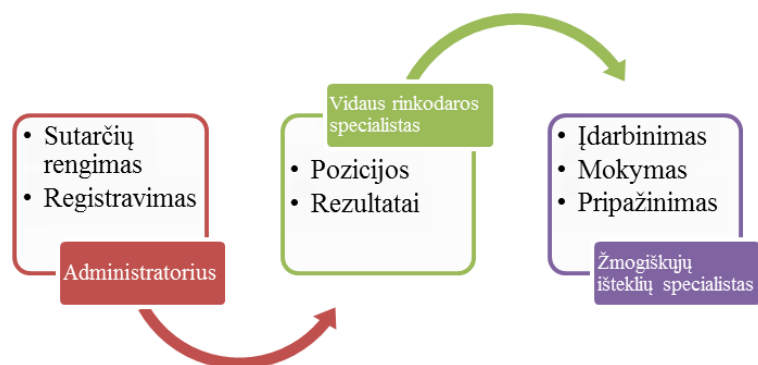 • Sutarčių
rengimas
• Registravimas
Administratorius
Vidaus rinkodaros
specialistas
• Pozicijos
• Rezultatai
• Įdarbinimas
• Mokymas
• Pripažinimas
Žmogiškųjų
išteklių specialistas